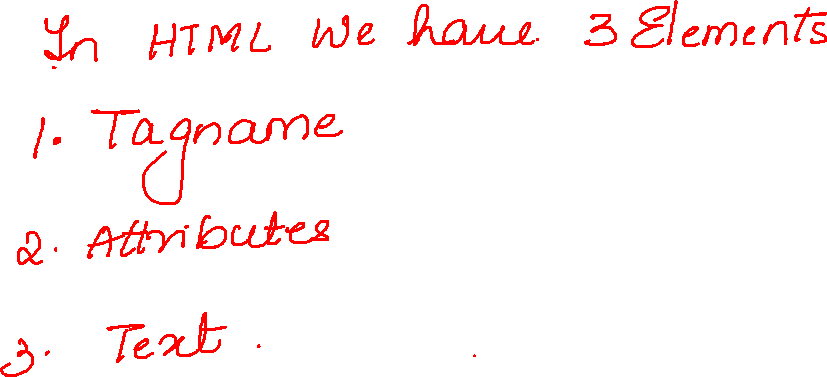 In HTML We have 3 Elements
1. Tagname
2. Attributes
3. Text.